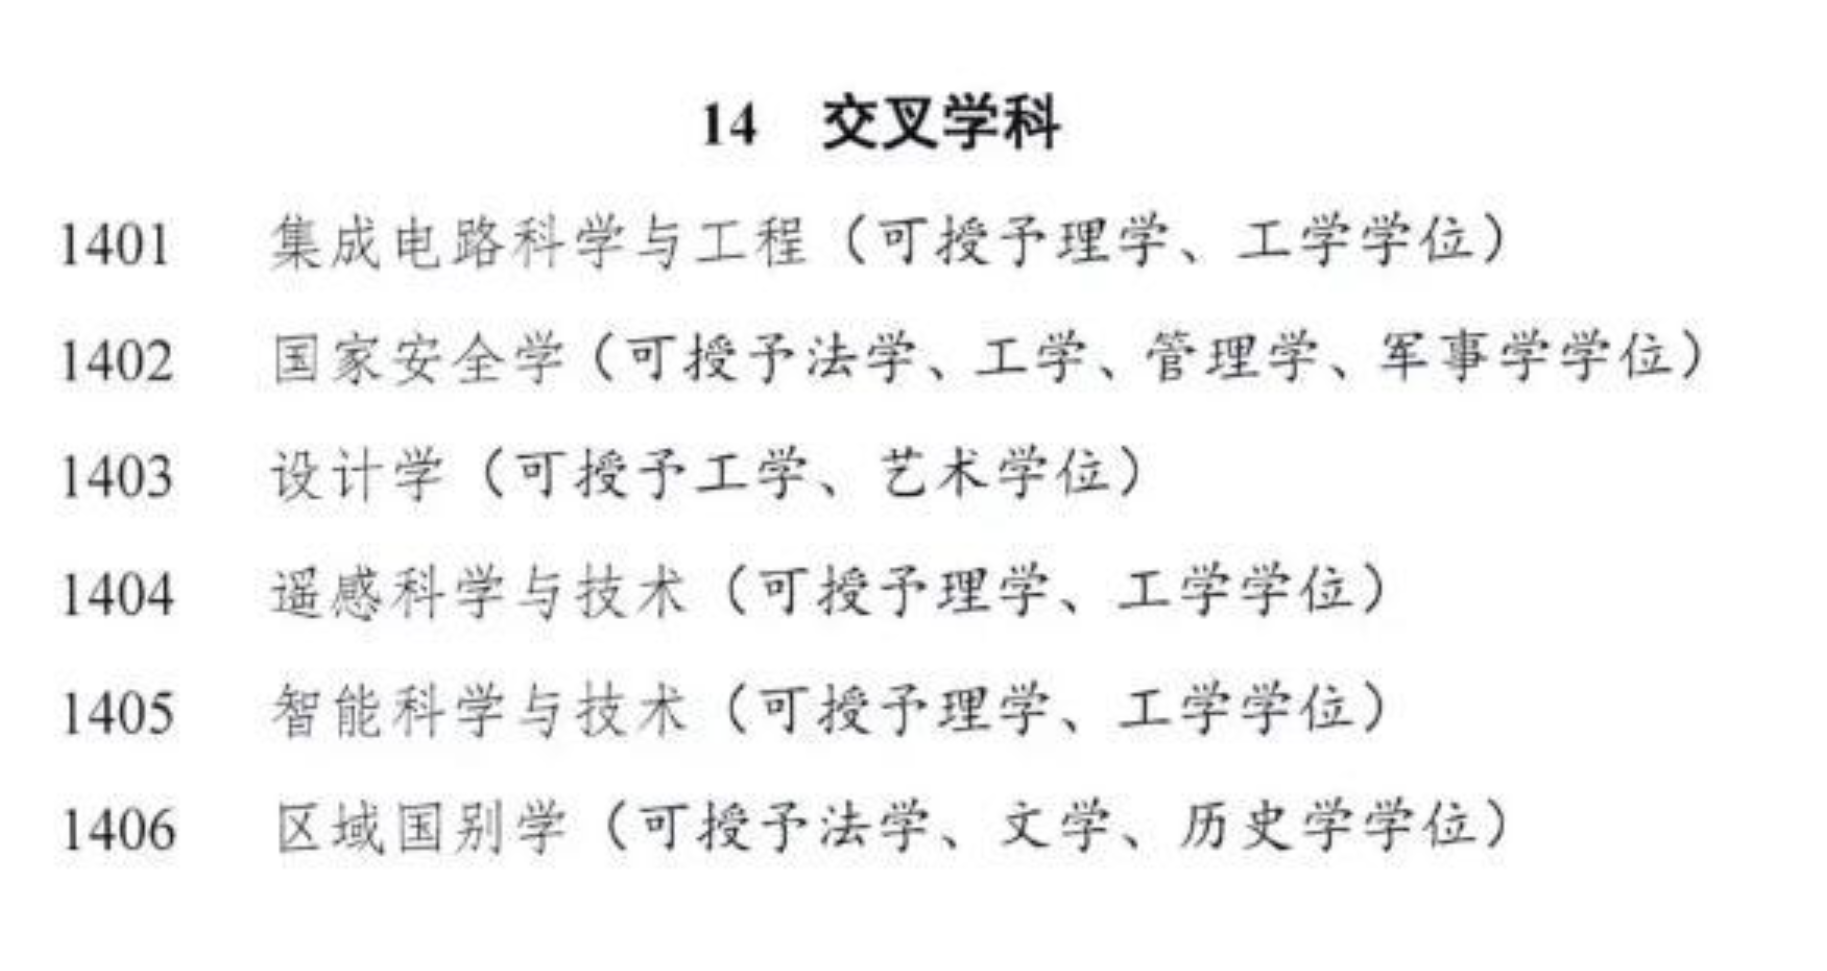 14 交叉学科
1401 集成电路科学与工程（可授予理学、工学学位）
1402 国家安全学（可授予法学、工学、管理学、军事学学位）
1403 设计学（可授予工学、艺术学位）
1404 遥感科学与技术（可授予理学、工学学位）
1405 智能科学与技术（可授予理学、工学学位）
1406 区域国别学（可授予法学、文学、历史学学位）